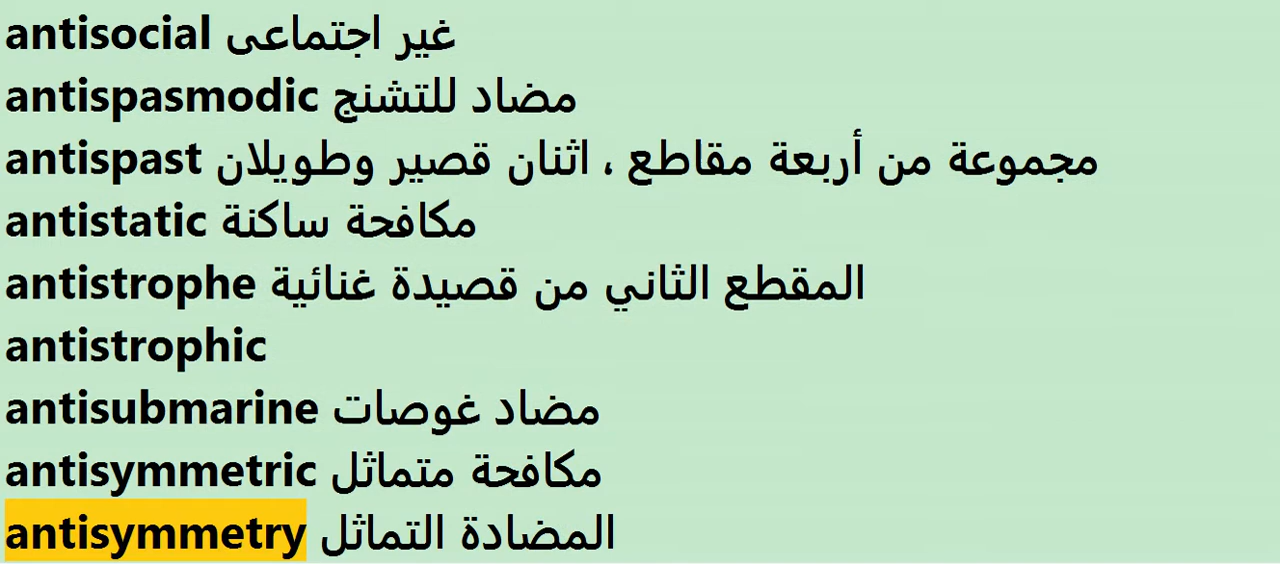 antisocial غير اجتماعى
antispasmodic مضاد للتشنج
antispast مجموعة من أربعة مقاطع ، اثنان قصير وطويلان
antistatic مكافحة ساكنة
antistrophe المقطع الثاني من قصيدة غنائية
antistrophic
antisubmarine مضاد غوصات
antisymmetric مكافحة متماثل
antisymmetry المضادة التماثل